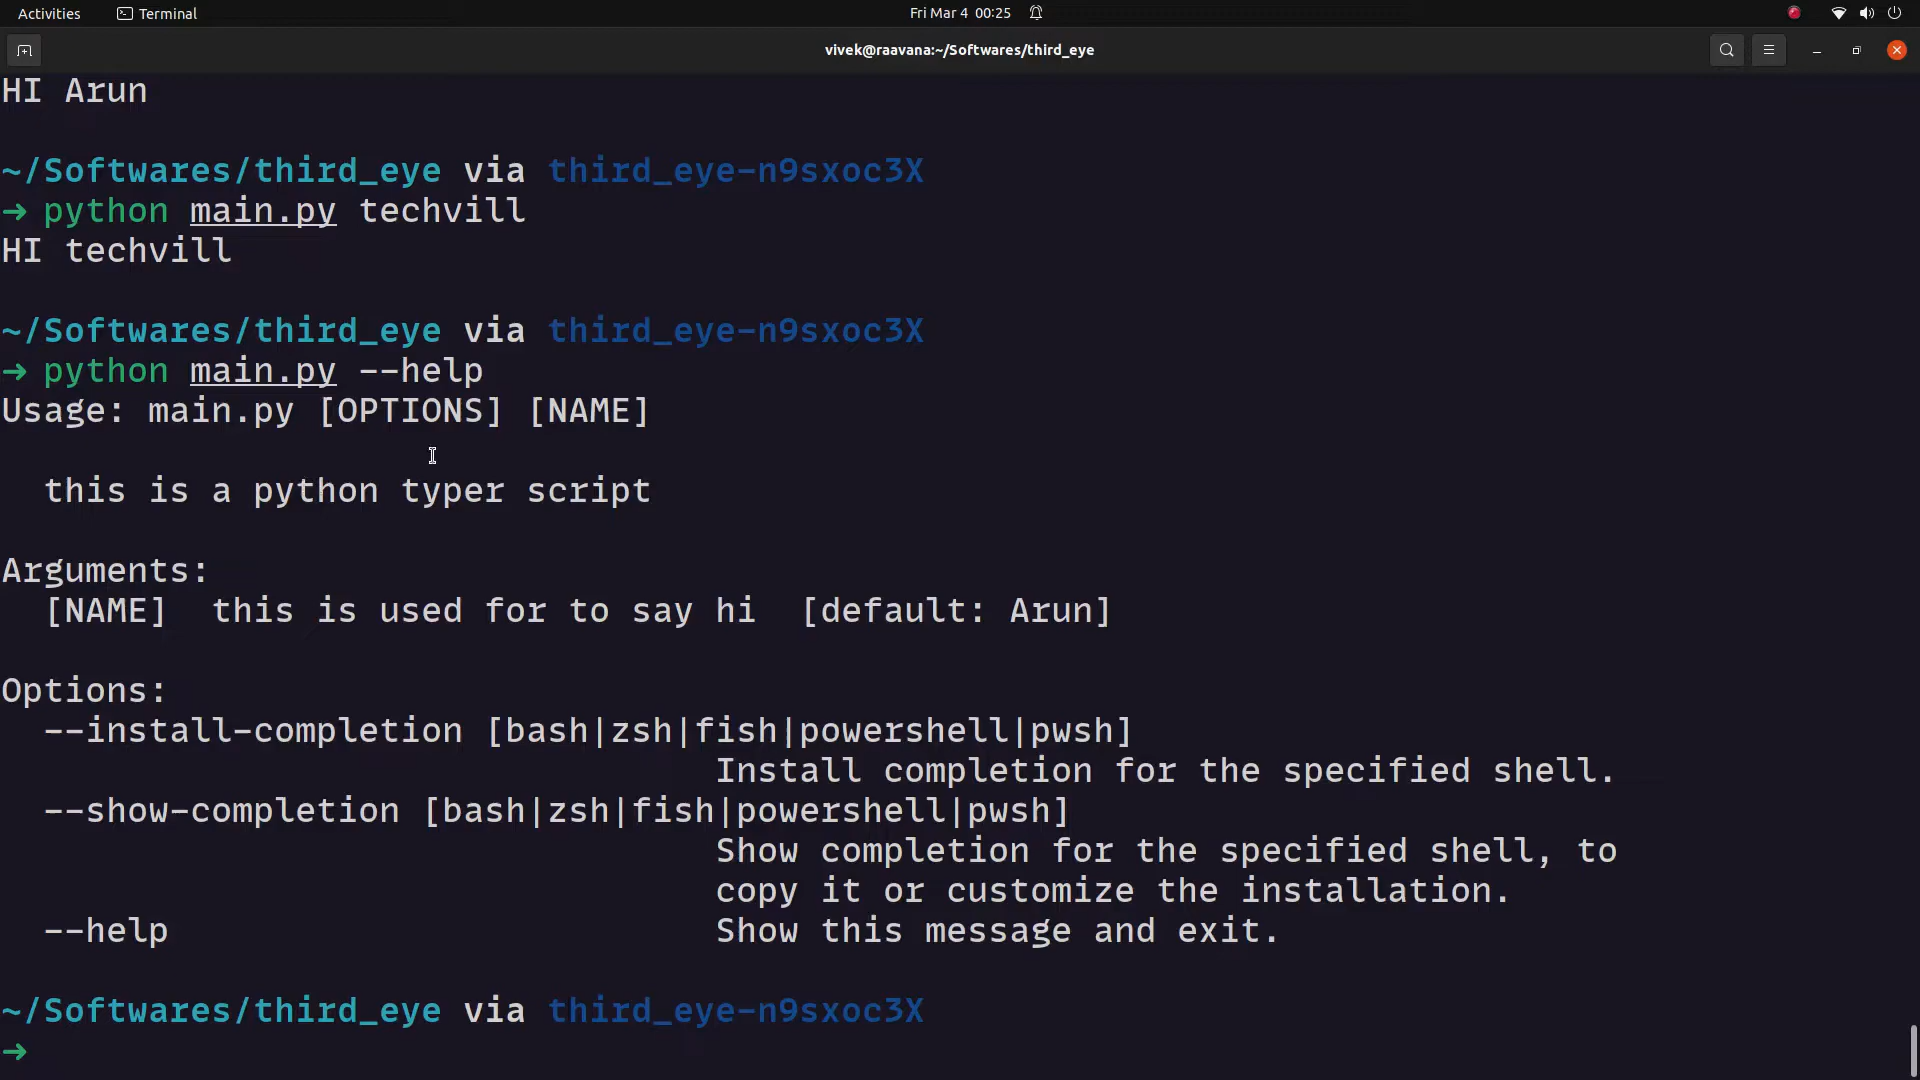 Activities Terminal Fri Mar 4 00:25
vivek@raavana:~/Softwares/third_eye
HI Arun
~/Softwares/third_eye via third_eye-n9sxoc3X
→ python main.py techvill
HI techvill
~/Softwares/third_eye via third_eye-n9sxoc3X
→ python main.py --help
Usage: main.py [OPTIONS] [NAME]
this is a python typer script
Arguments:
[NAME] this is used for to say hi [default: Arun]
Options:
--install-completion [bash|zsh|fish|powershell|pwsh]
Install completion for the specified shell.
--show-completion [bash|zsh|fish|powershell|pwsh]
Show completion for the specified shell, to
copy it or customize the installation.
--help Show this message and exit.
~/Softwares/third_eye via third_eye-n9sxoc3X
→